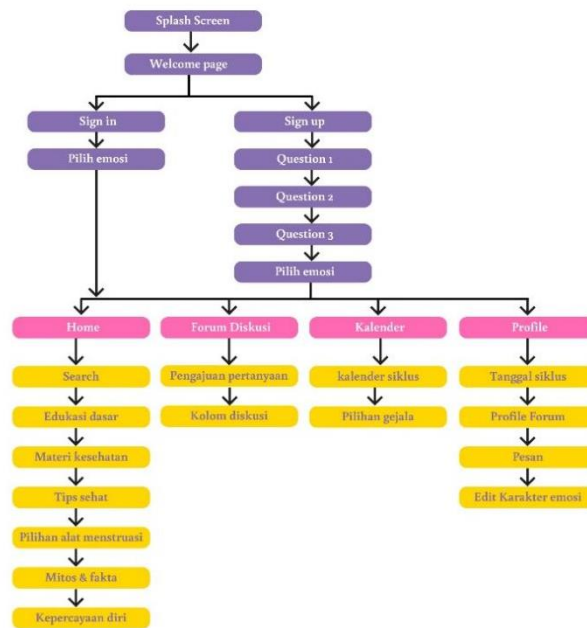 Splash Screen
Welcome page
Sign in
Sign up
Pilih emosi
Question 1
Question 2
Question 3
Pilih emosi
Home
Forum Diskusi
Kalender
Profile
Search
Pengajuan pertanyaan
kalender siklus
Tanggal siklus
Edukasi dasar
Kolom diskusi
Pilihan gejala
Profile Forum
Materi kesehatan
Pesan
Tips sehat
Edit Karakter emosi
Pilihan alat menstruasi
Mitos & fakta
Kepercayaan diri